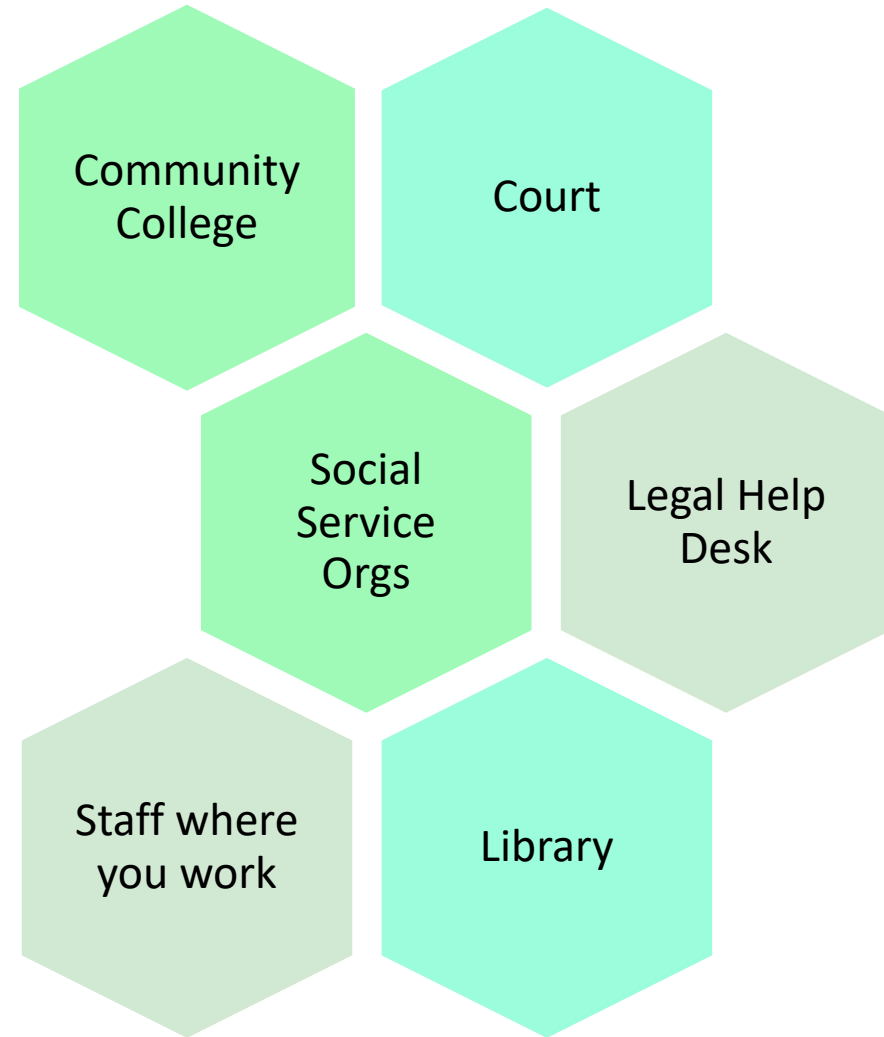 Community
College
Court
Social
Service
Orgs
Legal Help
Desk
Staff where
you work
Library